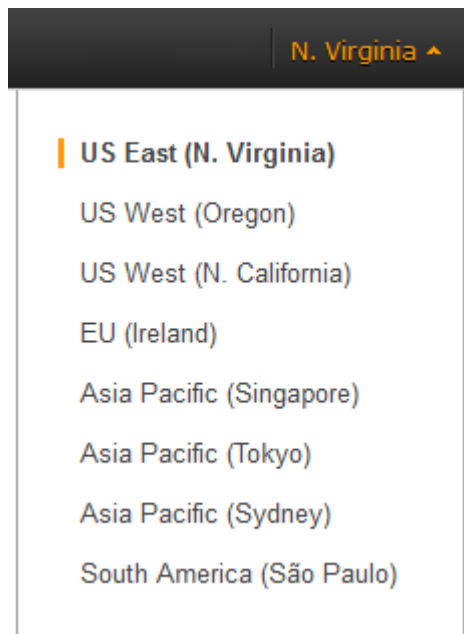 N. Virginia
US East (N. Virginia)
US West (Oregon)
US West (N. California)
EU (Ireland)
Asia Pacific (Singapore)
Asia Pacific (Tokyo)
Asia Pacific (Sydney)
South America (São Paulo)